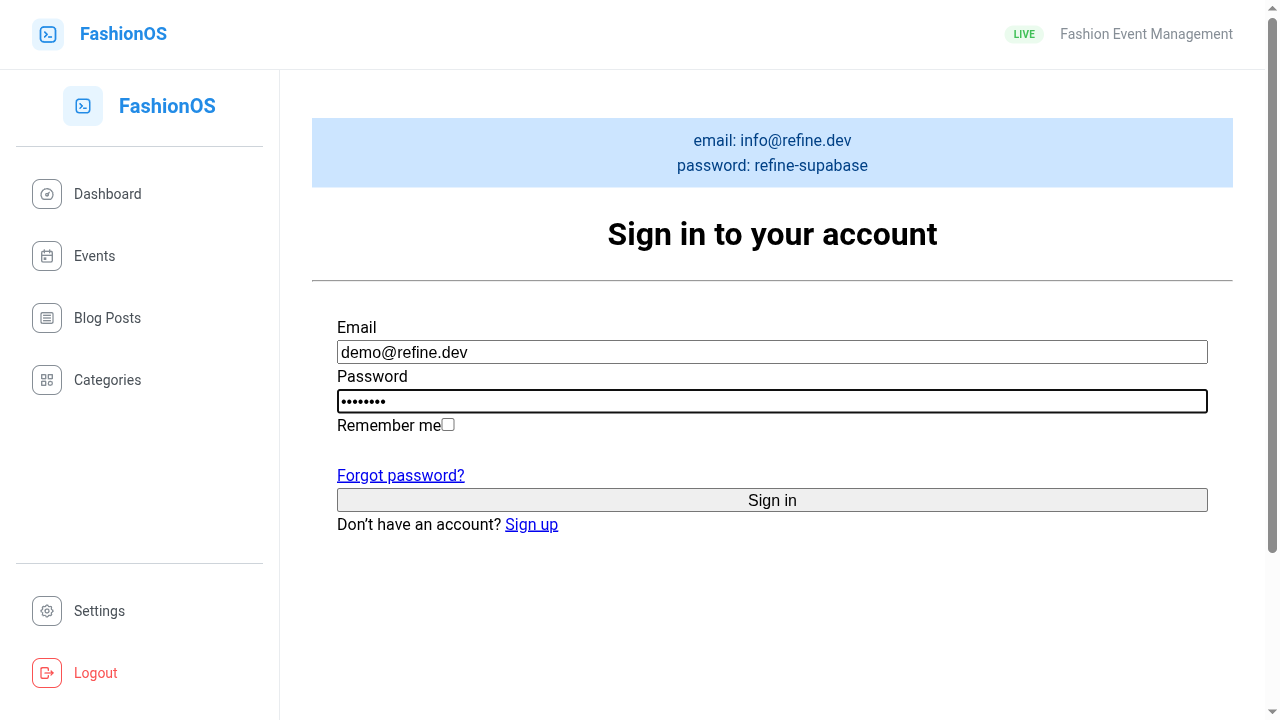 FashionOS
LIVE
Fashion Event Management
FashionOS
Dashboard
Events
Blog Posts
Categories
Settings
Logout
email: info@refine.dev
password: refine-supabase
Sign in to your account
Email
demo@refine.dev
Password
••••••••
Remember me
Forgot password?
Sign in
Don’t have an account? Sign up